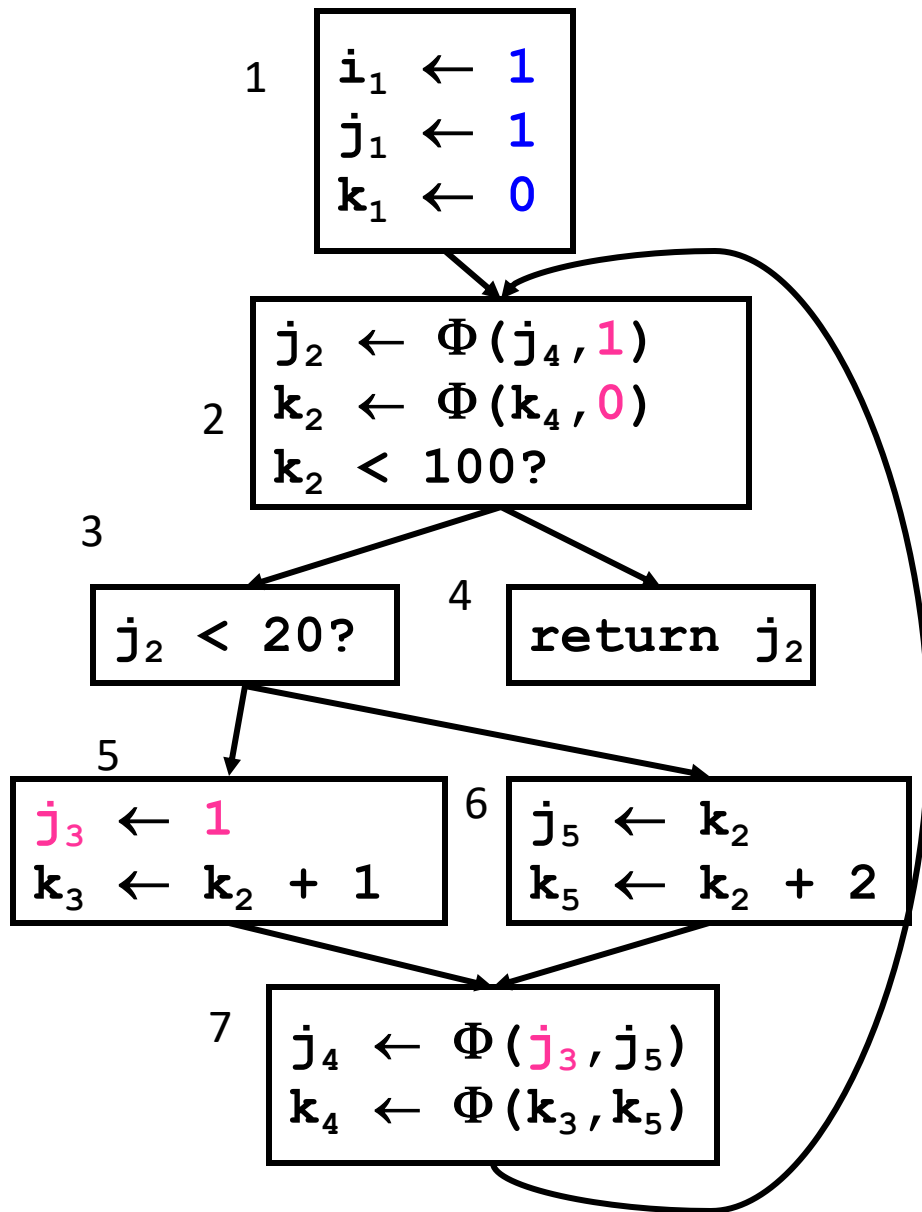 1
i₁ ← 1
j₁ ← 1
k₁ ← 0
2
j₂ ← Φ(j₄,1)
k₂ ← Φ(k₄,0)
k₂ < 100?
3
j₂ < 20?
4
return j₂
5
j₃ ← 1
k₃ ← k₂ + 1
6
j₅ ← k₂
k₅ ← k₂ + 2
7
j₄ ← Φ(j₃,j₅)
k₄ ← Φ(k₃,k₅)